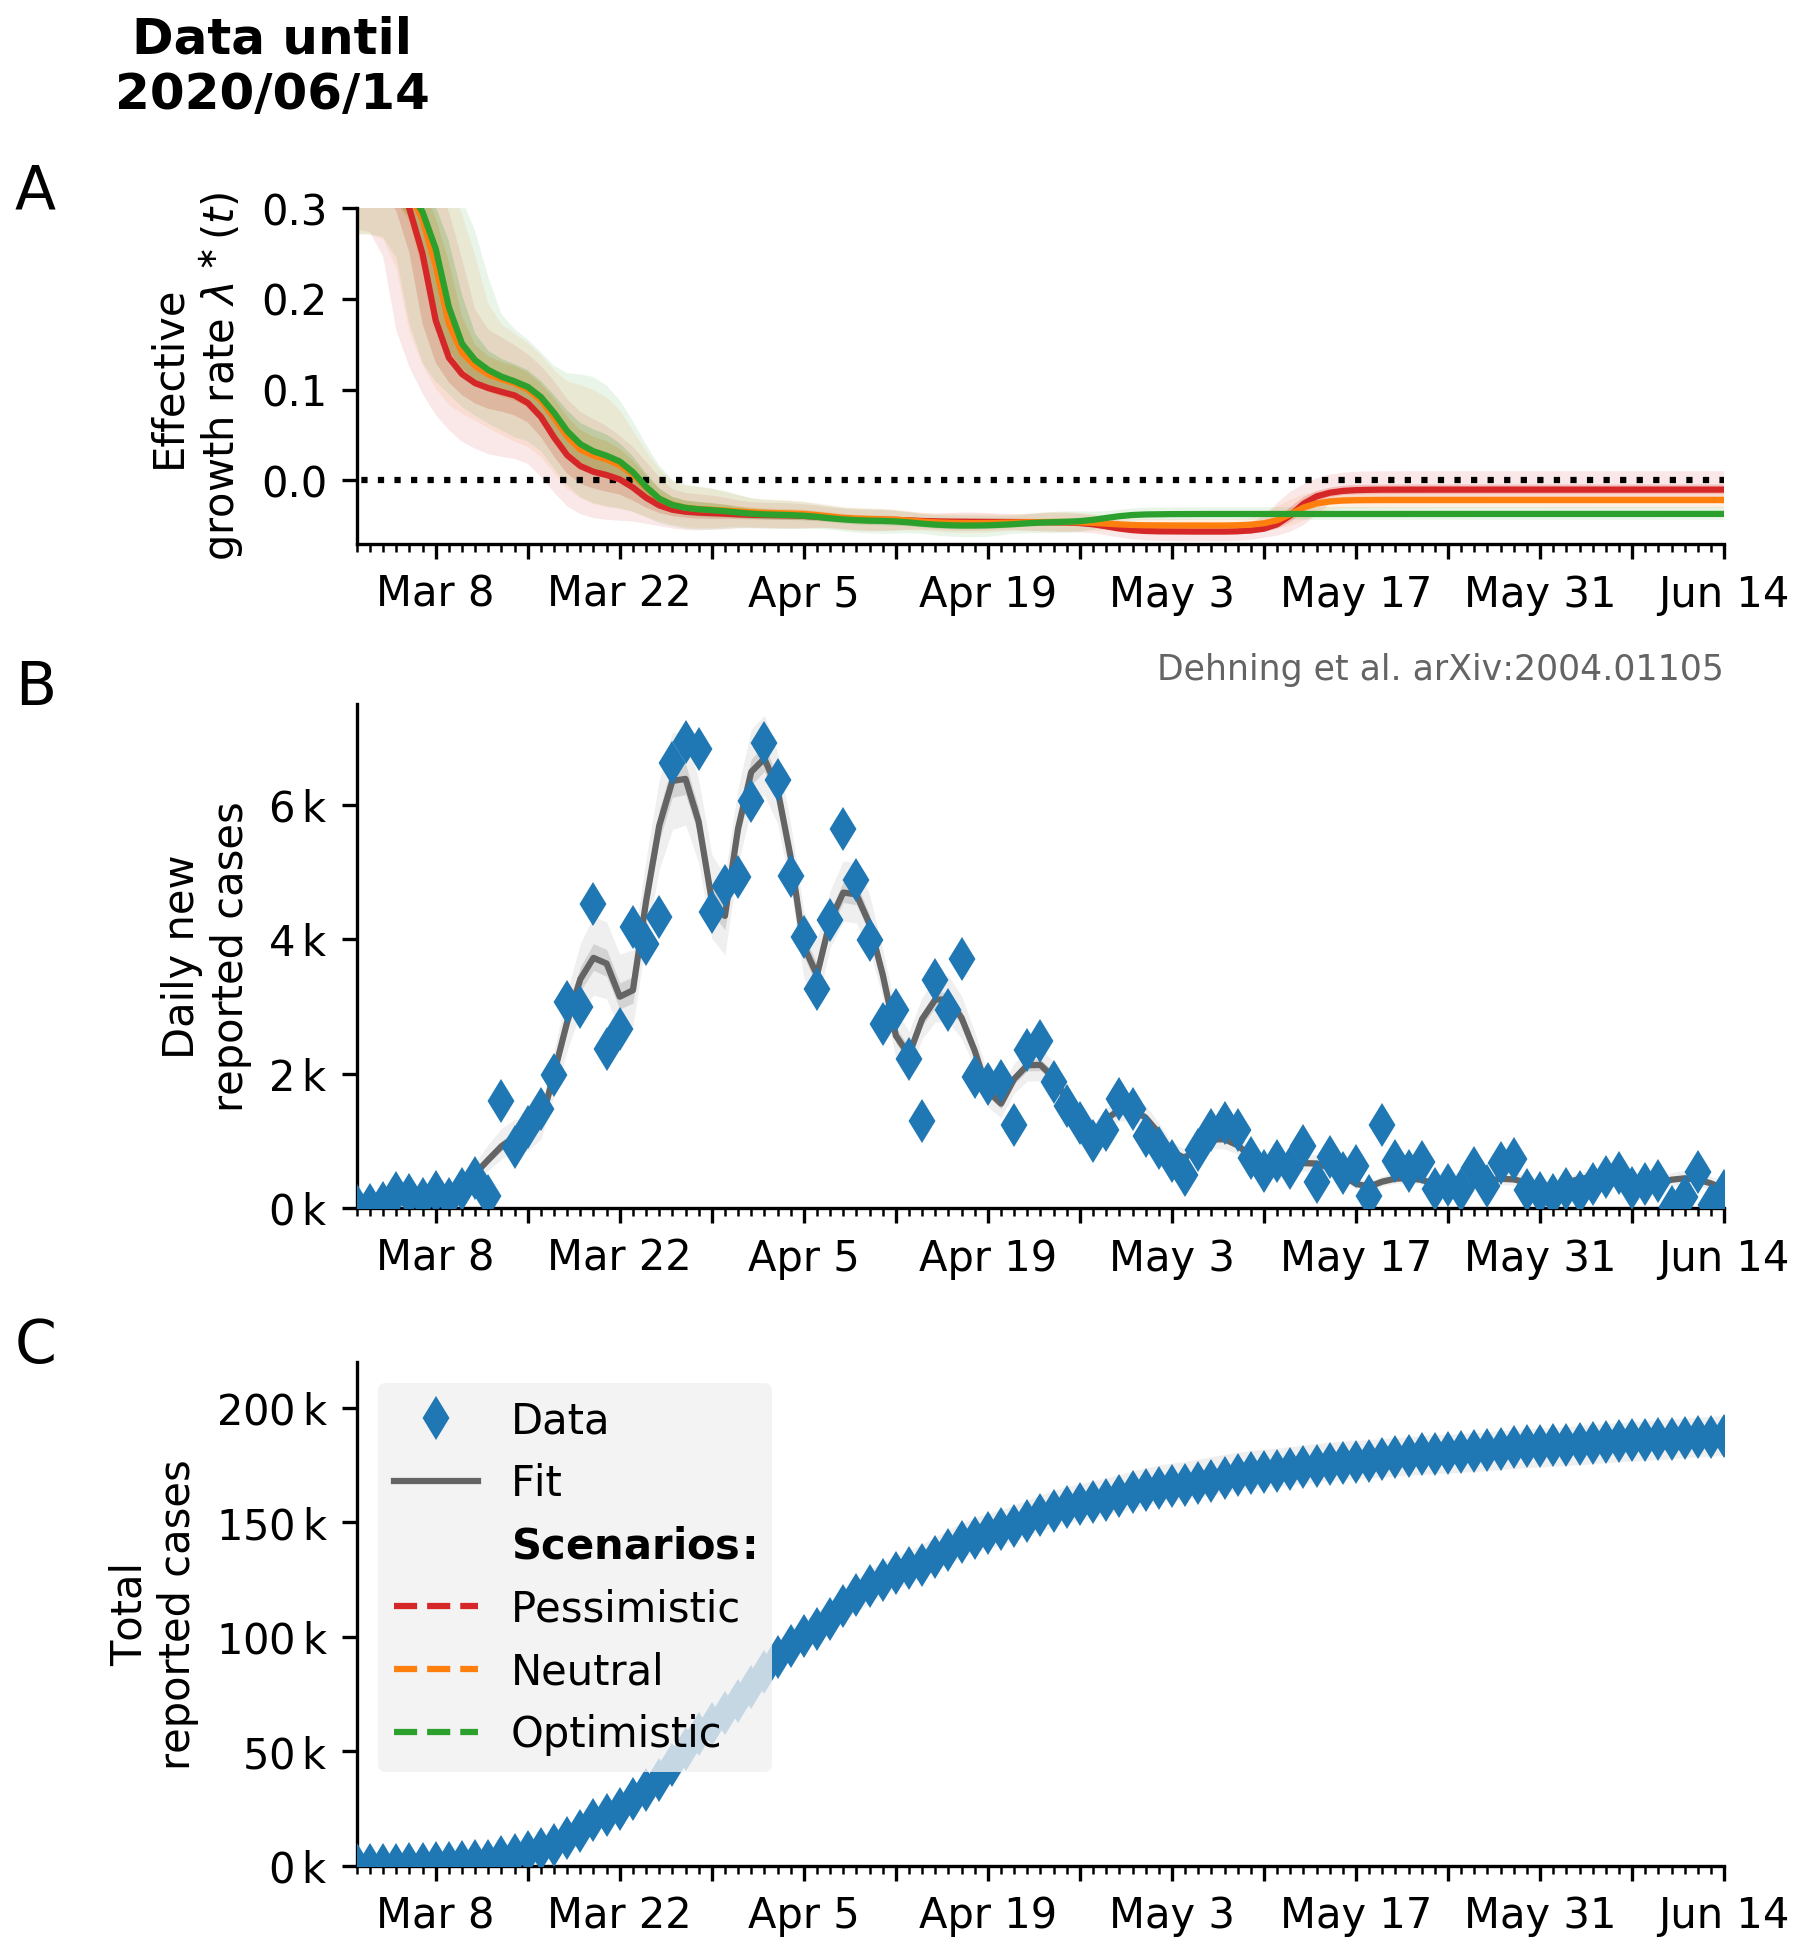 Data until
2020/06/14
A
Effective
growth rate λ * (t)
0.3
0.2
0.1
0.0
Mar 8 Mar 22 Apr 5 Apr 19 May 3 May 17 May 31 Jun 14
Dehning et al. arXiv:2004.01105
B
Daily new
reported cases
6 k
4 k
2 k
0 k
Mar 8 Mar 22 Apr 5 Apr 19 May 3 May 17 May 31 Jun 14
C
Total
reported cases
200 k
150 k
100 k
50 k
0 k
Data
Fit
Scenarios:
Pessimistic
Neutral
Optimistic
Mar 8 Mar 22 Apr 5 Apr 19 May 3 May 17 May 31 Jun 14